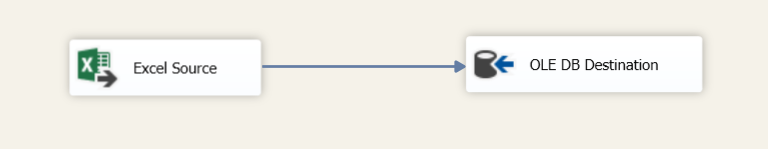 Excel Source
OLE DB Destination